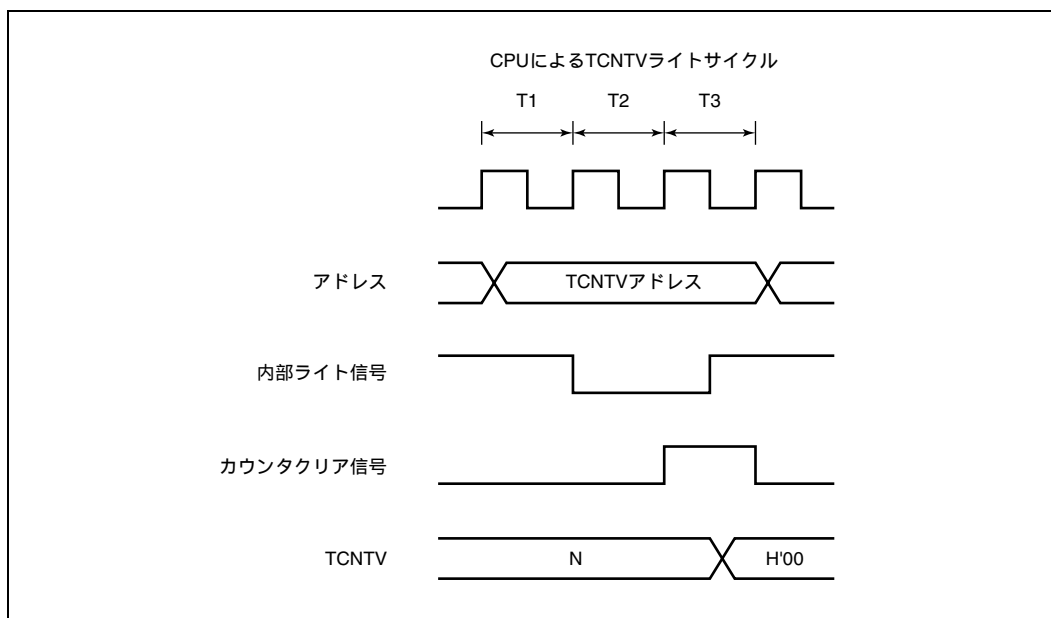 CPUによるTCNTVライトサイクル
T1 T2 T3
アドレス TCNTVアドレス
内部ライト信号
カウンタクリア信号
TCNTV N H'00